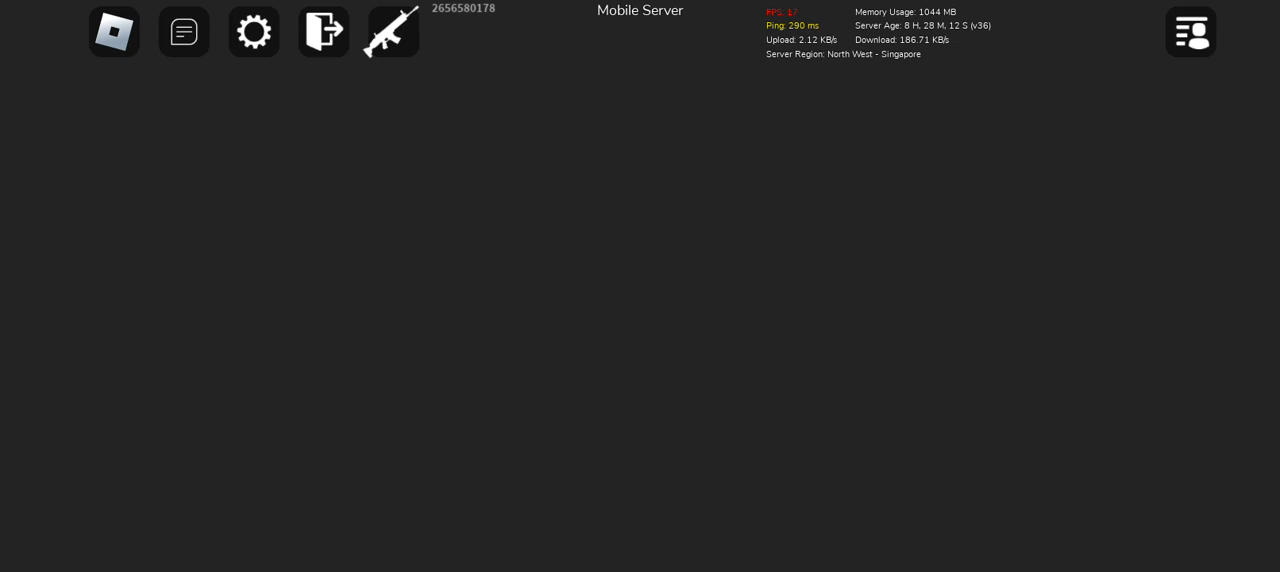 2656580178
Mobile Server
FPS: 17
Memory Usage: 1044 MB
Ping: 290 ms
Server Age: 8 H, 28 M, 12 S (v36)
Upload: 2.12 KB/s
Download: 186.71 KB/s
Server Region: North West - Singapore